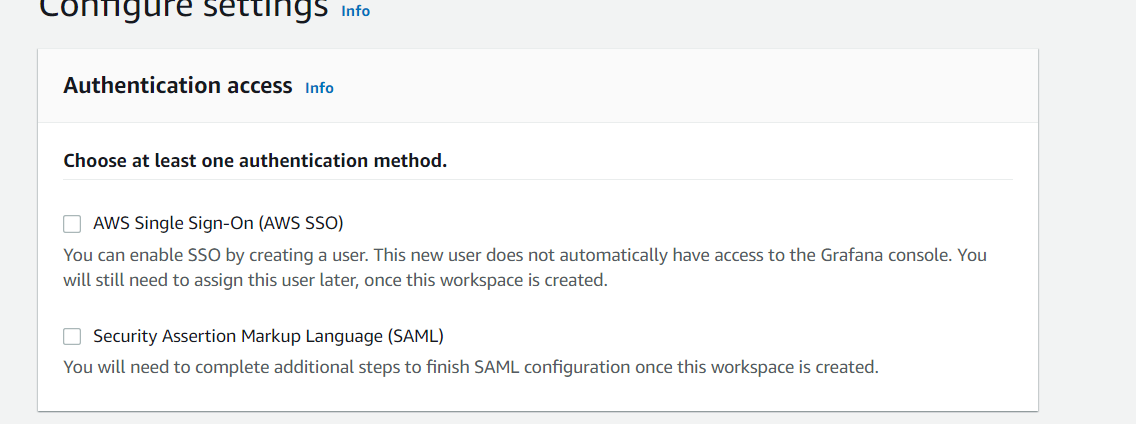 Configure settings Info
Authentication access Info
Choose at least one authentication method.
AWS Single Sign-On (AWS SSO)
You can enable SSO by creating a user. This new user does not automatically have access to the Grafana console. You
will still need to assign this user later, once this workspace is created.
Security Assertion Markup Language (SAML)
You will need to complete additional steps to finish SAML configuration once this workspace is created.